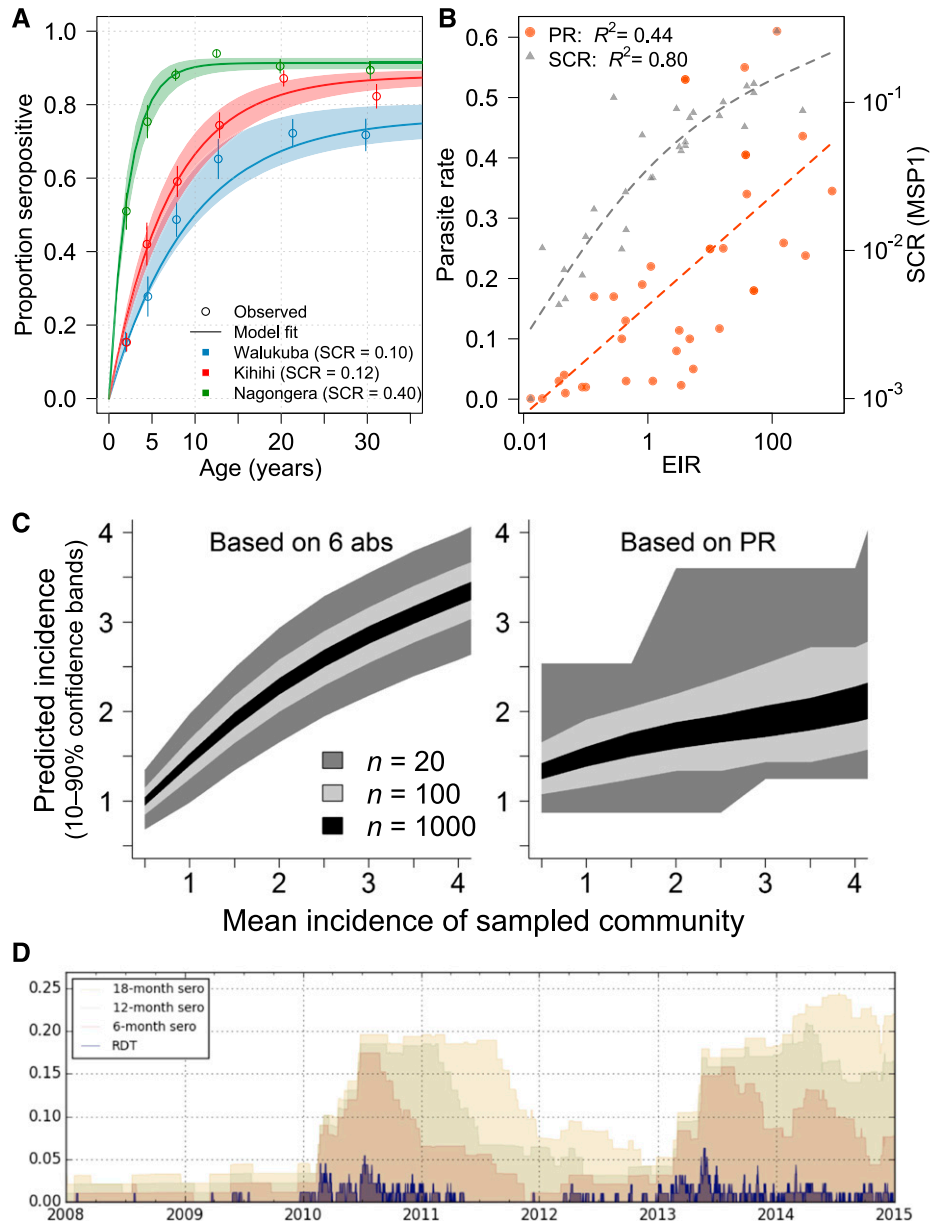 A
1.0
0.8
0.6
0.4
0.2
0.0
Proportion seropositive
Observed
Model fit
Walukuba (SCR = 0.10)
Kihihi (SCR = 0.12)
Nagongera (SCR = 0.40)
0 5 10 15 20 25 30
Age (years)
B
PR: R²= 0.44
SCR: R²= 0.80
0.6
0.5
0.4
0.3
0.2
0.1
0.0
Parasite rate
10⁻¹
10⁻²
10⁻³
SCR (MSP1)
0.01 1 100
EIR
C
Based on 6 abs
4
3
2
1
Predicted incidence
(10–90% confidence bands)
n = 20
n = 100
n = 1000
1 2 3 4
Based on PR
4
3
2
1
1 2 3 4
Mean incidence of sampled community
D
18-month sero
12-month sero
6-month sero
RDT
0.25
0.20
0.15
0.10
0.05
0.00
2008 2009 2010 2011 2012 2013 2014 2015